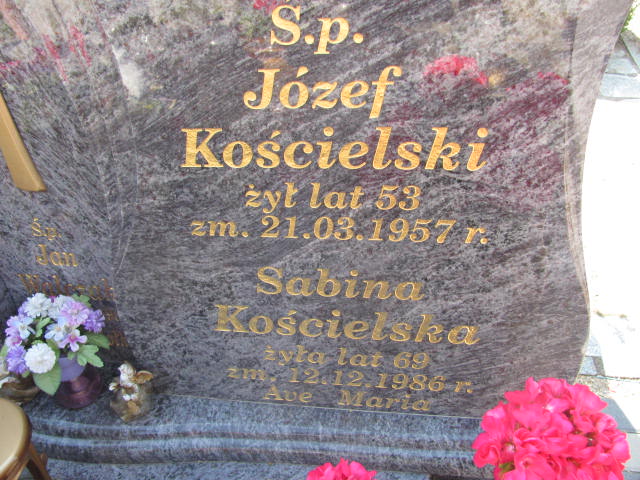 Ś.p.
Józef
Kościelski
żył lat 53
zm. 21.03.1957 r.
Sabina
Kościelska
żyła lat 69
zm. 12.12.1986 r.
Ave Maria
Ś.p.
Jan